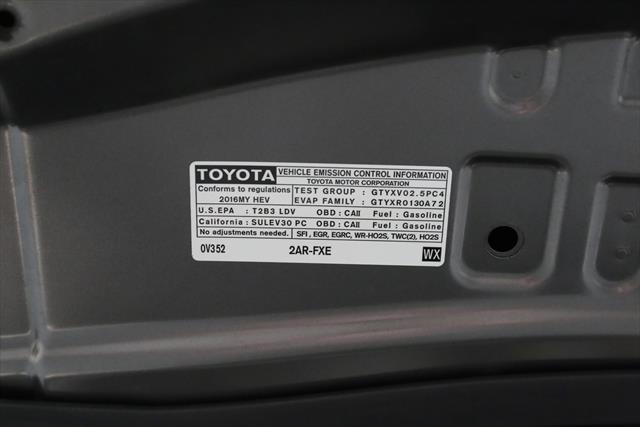 TOYOTA VEHICLE EMISSION CONTROL INFORMATION
TOYOTA MOTOR CORPORATION
Conforms to regulations TEST GROUP : GTYXV02.5PC4
2016MY HEV EVAP FAMILY : GTYXR0130A72
U.S.EPA : T2B3 LDV OBD : CAII Fuel : Gasoline
California : SULEV30 PC OBD : CAII Fuel : Gasoline
No adjustments needed. SFI, EGR, EGRC, WR-HO2S, TWC(2), HO2S
0V352 2AR-FXE WX